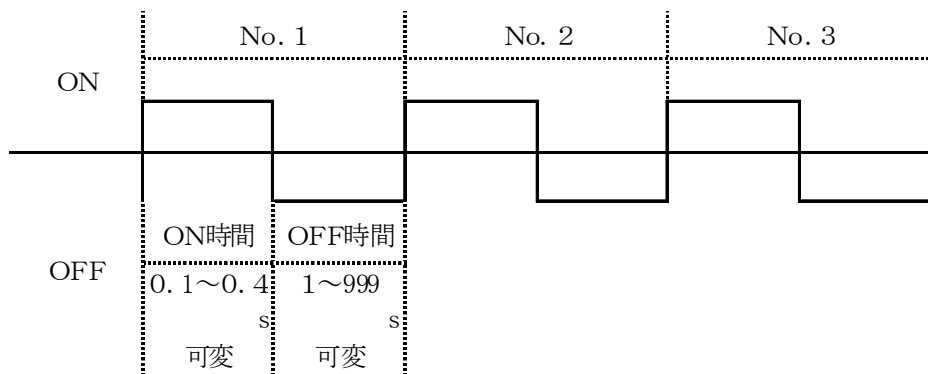 No. 1 No. 2 No. 3
ON
ON時間 OFF時間
OFF
0. 1～0. 4 1～999
s s
可変 可変